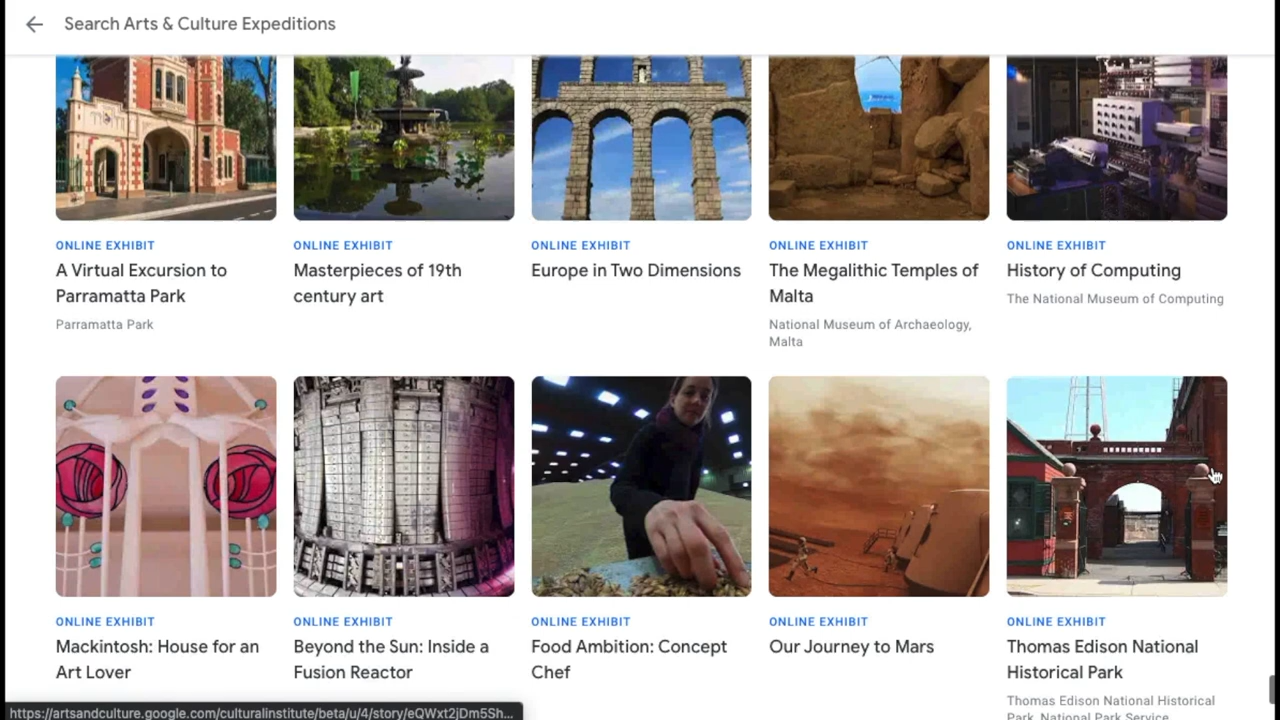 Search Arts & Culture Expeditions
ONLINE EXHIBIT
A Virtual Excursion to
Parramatta Park
Parramatta Park
ONLINE EXHIBIT
Masterpieces of 19th
century art
ONLINE EXHIBIT
Europe in Two Dimensions
ONLINE EXHIBIT
The Megalithic Temples of
Malta
National Museum of Archaeology,
Malta
ONLINE EXHIBIT
History of Computing
The National Museum of Computing
ONLINE EXHIBIT
Mackintosh: House for an
Art Lover
ONLINE EXHIBIT
Beyond the Sun: Inside a
Fusion Reactor
ONLINE EXHIBIT
Food Ambition: Concept
Chef
ONLINE EXHIBIT
Our Journey to Mars
ONLINE EXHIBIT
Thomas Edison National
Historical Park
Thomas Edison National Historical
Park, National Park Service
https://artsandculture.google.com/culturalinstitute/beta/u/4/story/eQWxt2jDm5Sh...